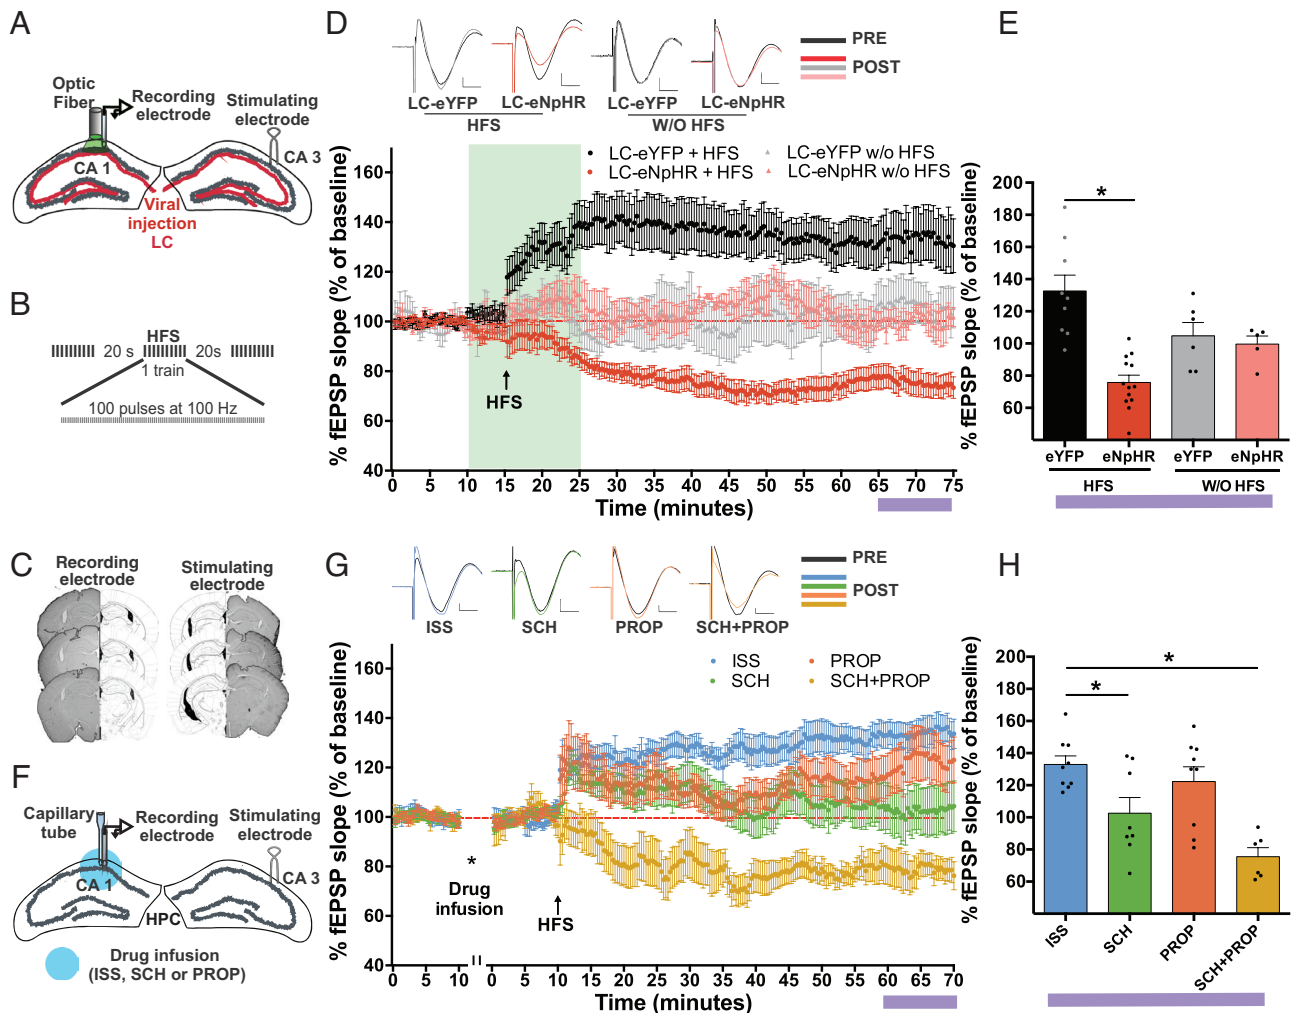 A
Optic
Fiber
Recording
electrode
Stimulating
electrode
CA 1
CA 3
Viral
injection
LC
B
HFS
20 s
20s
1 train
100 pulses at 100 Hz
C
Recording
electrode
Stimulating
electrode
D
PRE
POST
LC-eYFP
LC-eNpHR
LC-eYFP
LC-eNpHR
HFS
W/O HFS
LC-eYFP + HFS
LC-eNpHR + HFS
LC-eYFP w/o HFS
LC-eNpHR w/o HFS
% fEPSP slope (% of baseline)
160
140
120
100
80
60
40
HFS
0 5 10 15 20 25 30 35 40 45 50 55 60 65 70 75
Time (minutes)
E
% fEPSP slope (% of baseline)
200
180
160
140
120
100
80
60
*
eYFP eNpHR eYFP eNpHR
HFS
W/O HFS
F
Capillary
tube
Recording
electrode
Stimulating
electrode
CA 1
CA 3
HPC
Drug infusion
(ISS, SCH or PROP)
G
PRE
POST
ISS
SCH
PROP
SCH+PROP
ISS
SCH
PROP
SCH+PROP
% fEPSP slope (% of baseline)
160
140
120
100
80
60
40
*
Drug
infusion
HFS
0 5 10 0 5 10 15 20 25 30 35 40 45 50 55 60 65 70
Time (minutes)
H
% fEPSP slope (% of baseline)
200
180
160
140
120
100
80
60
*
*
ISS
SCH
PROP
SCH+PROP